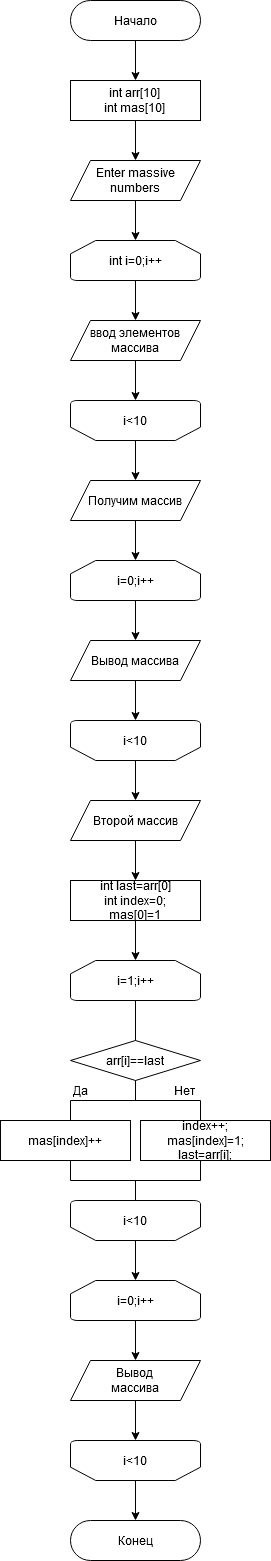 Начало
int arr[10]
int mas[10]
Enter massive
numbers
int i=0;i++
ввод элементов
массива
i<10
Получим массив
i=0;i++
Вывод массива
i<10
Второй массив
int last=arr[0]
int index=0;
mas[0]=1
i=1;i++
arr[i]==last
Да
Нет
mas[index]++
index++;
mas[index]=1;
last=arr[i];
i<10
i=0;i++
Вывод
массива
i<10
Конец